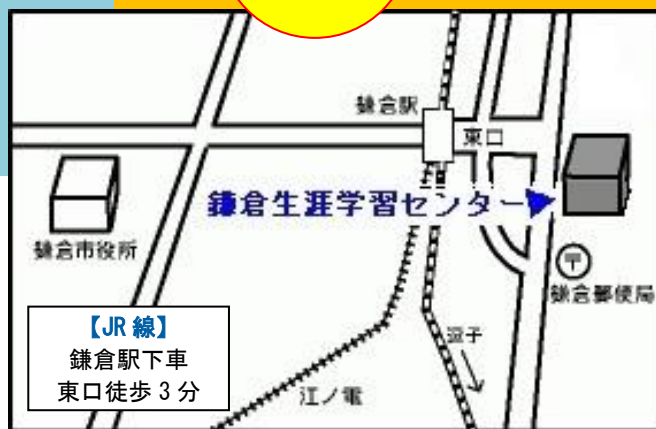 鎌倉駅
東口
鎌倉生涯学習センター
鎌倉市役所
〒
鎌倉郵便局
逗子
江ノ電
【JR線】
鎌倉駅下車
東口徒歩3分